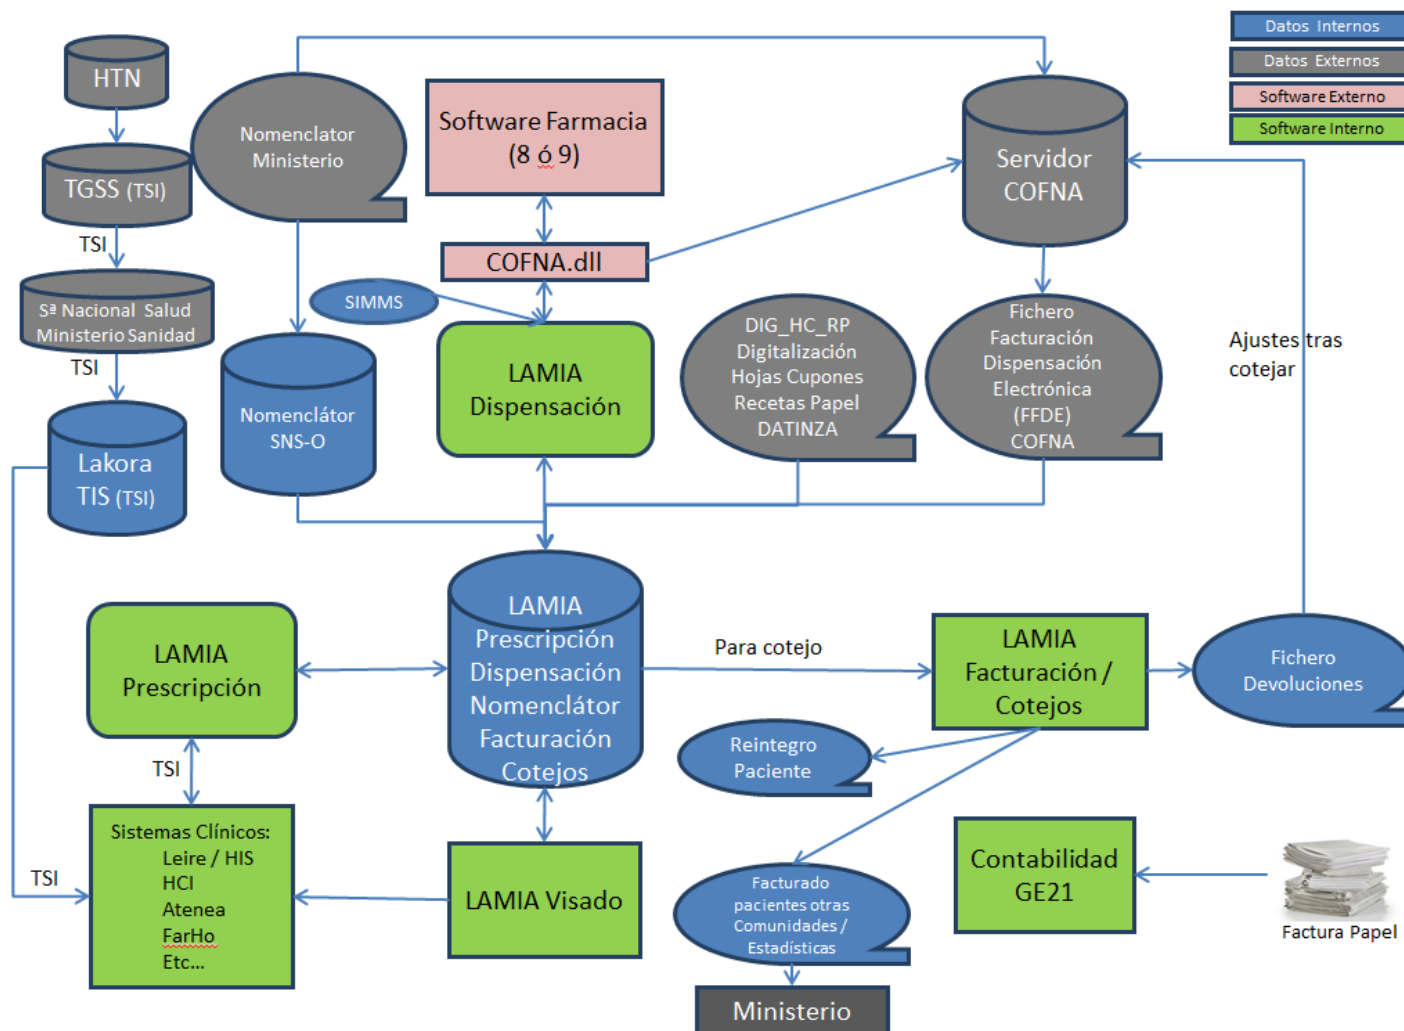 Datos Internos
Datos Externos
Software Externo
Software Interno
HTN
TGSS (TSI)
TSI
Sª Nacional Salud
Ministerio Sanidad
TSI
Lakora
TIS (TSI)
Nomenclator
Ministerio
Software Farmacia
(8 ó 9)
COFNA.dll
SIMMS
LAMIA
Dispensación
Nomenclátor
SNS-O
Servidor
COFNA
DIG_HC_RP
Digitalización
Hojas Cupones
Recetas Papel
DATINZA
Fichero
Facturación
Dispensación
Electrónica
(FFDE)
COFNA
Ajustes tras
cotejar
LAMIA
Prescripción
LAMIA
Prescripción
Dispensación
Nomenclátor
Facturación
Cotejos
Para cotejo
LAMIA
Facturación /
Cotejos
Fichero
Devoluciones
Reintegro
Paciente
TSI
TSI
Sistemas Clínicos:
Leire / HIS
HCI
Atenea
FarHo
Etc...
LAMIA Visado
Facturado
pacientes otras
Comunidades /
Estadísticas
Ministerio
Contabilidad
GE21
Factura Papel